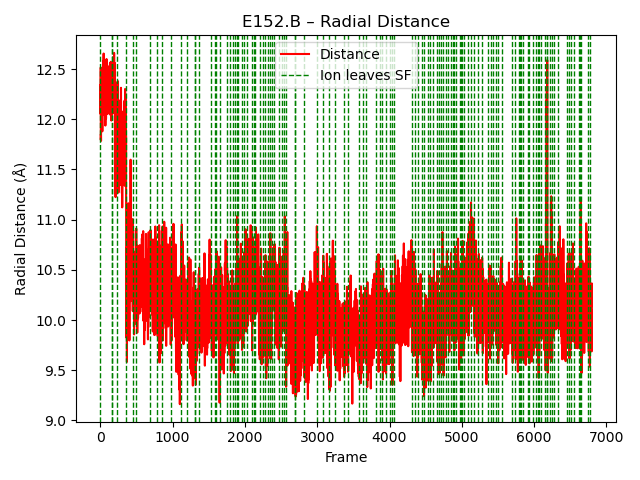 E152.B – Radial Distance
Distance
Ion leaves SF
Radial Distance (Å)
12.5
12.0
11.5
11.0
10.5
10.0
9.5
9.0
0 1000 2000 3000 4000 5000 6000 7000
Frame